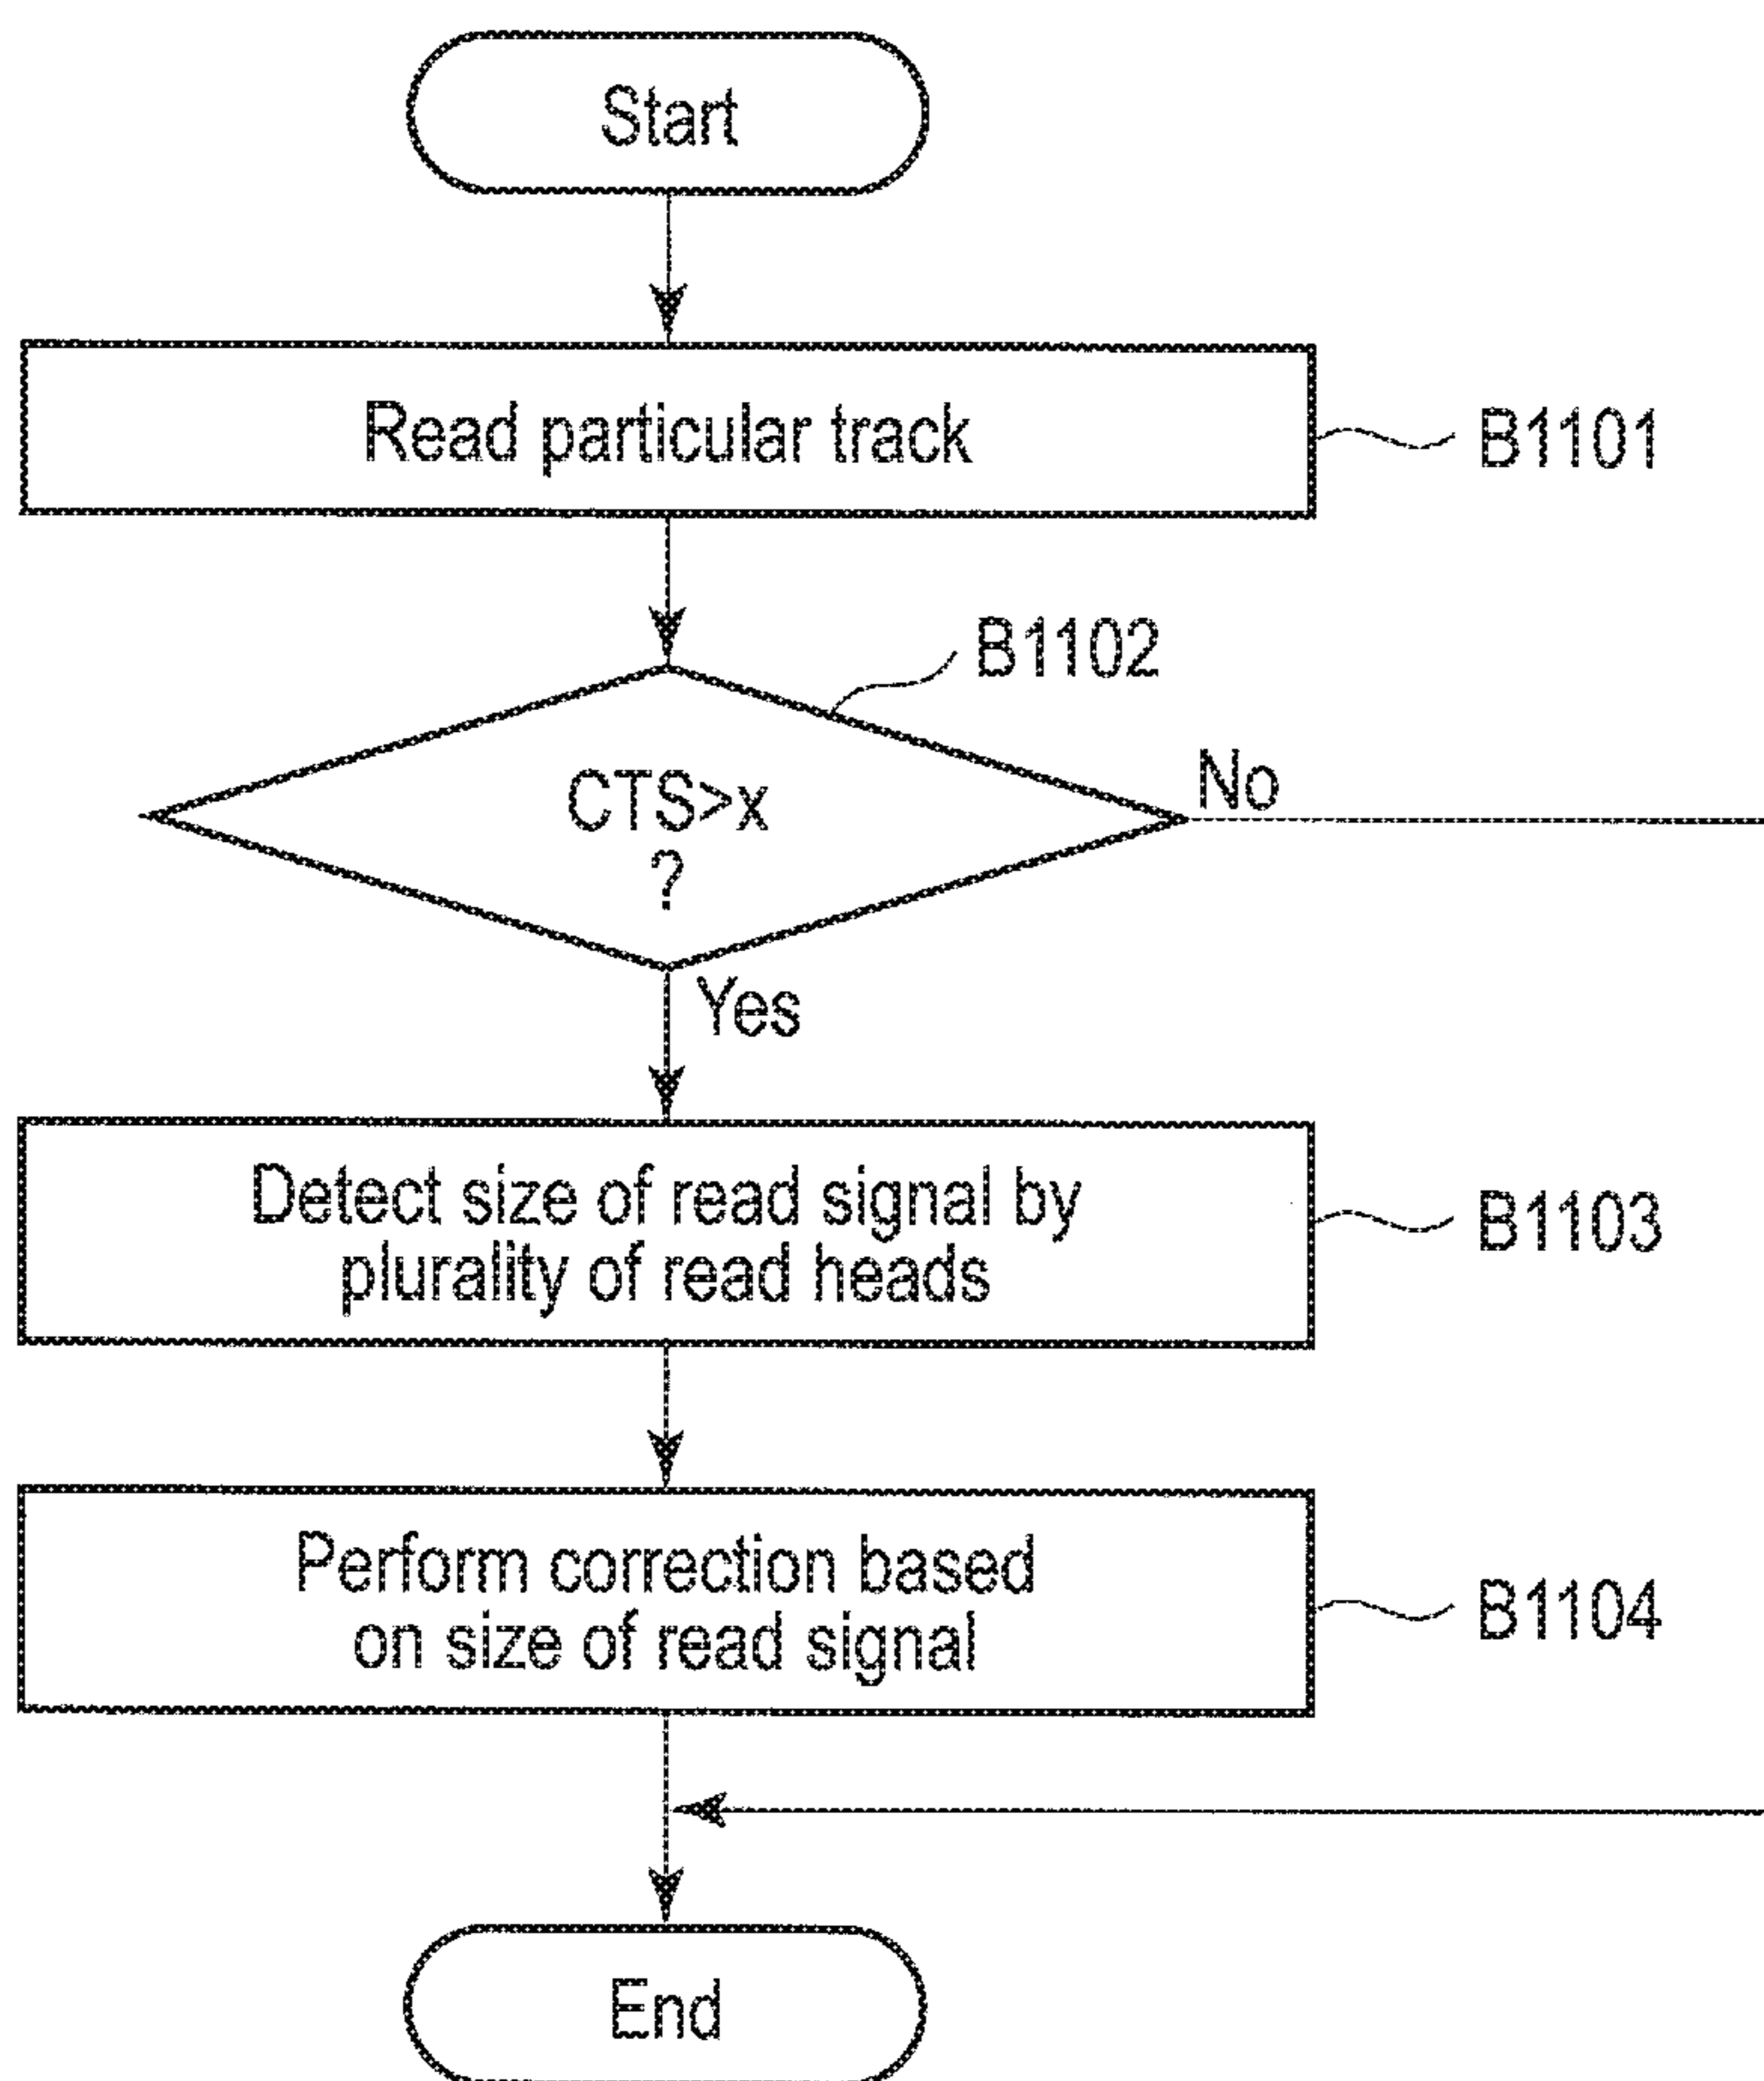 Start
Read particular track
B1101
B1102
CTS>x
?
No
Yes
Detect size of read signal by
plurality of read heads
B1103
Perform correction based
on size of read signal
B1104
End